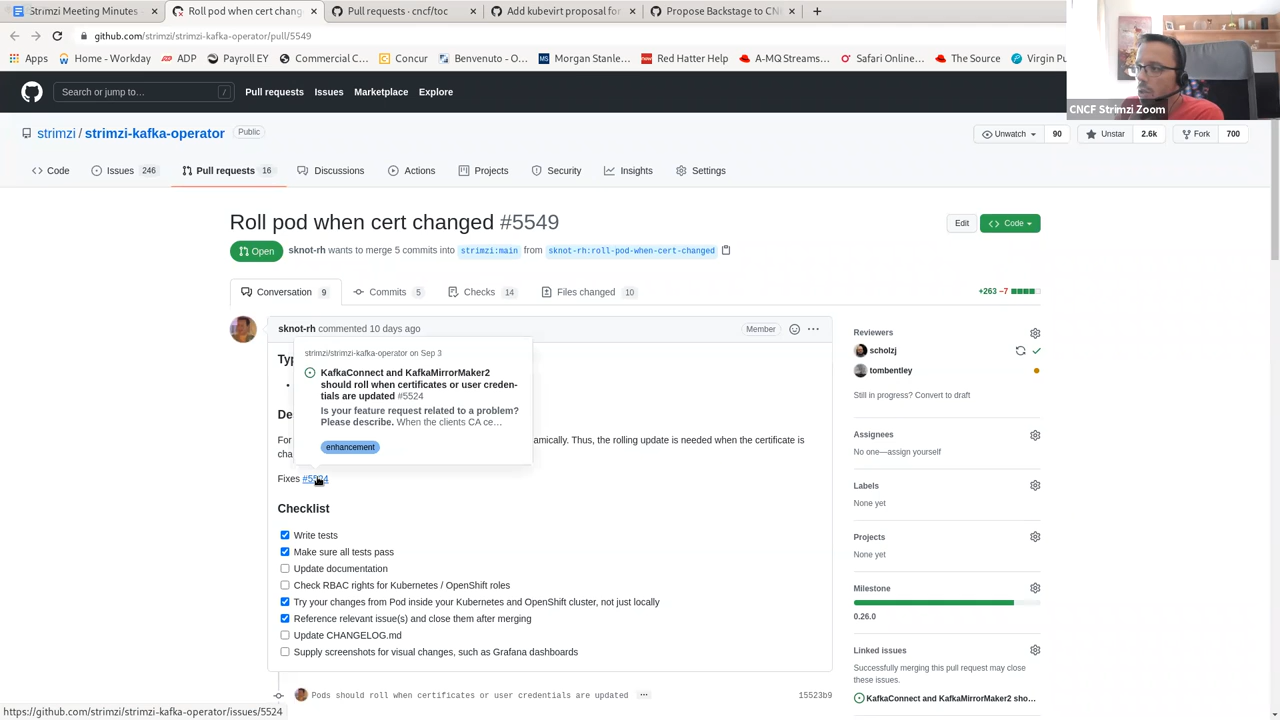 Strimzi Meeting Minutes
Roll pod when cert chang
Pull requests · cncf/toc
Add kubevirt proposal for
Propose Backstage to CN
github.com/strimzi/strimzi-kafka-operator/pull/5549
Apps
Guava
Home - Workday
ADP
Payroll EY
Commercial C…
Concur
Benvenuto - O…
Morgan Stanle…
Red Hatter Help
A-MQ Streams…
Safari Online…
The Source
Virgin Pu
CNCF Strimzi Zoom
Search or jump to…
/
Pull requests
Issues
Marketplace
Explore
strimzi / strimzi-kafka-operator
Public
Unwatch
90
Unstar
2.6k
Fork
700
Code
Issues 246
Pull requests 16
Discussions
Actions
Projects
Security
Insights
Settings
Roll pod when cert changed #5549
Edit
Code
Open
sknot-rh wants to merge 5 commits into strimzi:main from sknot-rh:roll-pod-when-cert-changed
Conversation 9
Commits 5
Checks 14
Files changed 10
+263 −7
sknot-rh commented 10 days ago
Member
Typ
strimzi/strimzi-kafka-operator on Sep 3
KafkaConnect and KafkaMirrorMaker2
should roll when certificates or user creden-
tials are updated #5524
Is your feature request related to a problem?
Please describe. When the clients CA ce…
enhancement
De
For
amically. Thus, the rolling update is needed when the certificate is
cha
Fixes #5524
Checklist
Write tests
Make sure all tests pass
Update documentation
Check RBAC rights for Kubernetes / OpenShift roles
Try your changes from Pod inside your Kubernetes and OpenShift cluster, not just locally
Reference relevant issue(s) and close them after merging
Update CHANGELOG.md
Supply screenshots for visual changes, such as Grafana dashboards
Pods should roll when certificates or user credentials are updated
15523b9
Reviewers
scholzj
tombentley
Still in progress? Convert to draft
Assignees
No one—assign yourself
Labels
None yet
Projects
None yet
Milestone
0.26.0
Linked issues
Successfully merging this pull request may close
these issues.
KafkaConnect and KafkaMirrorMaker2 sho…
https://github.com/strimzi/strimzi-kafka-operator/issues/5524